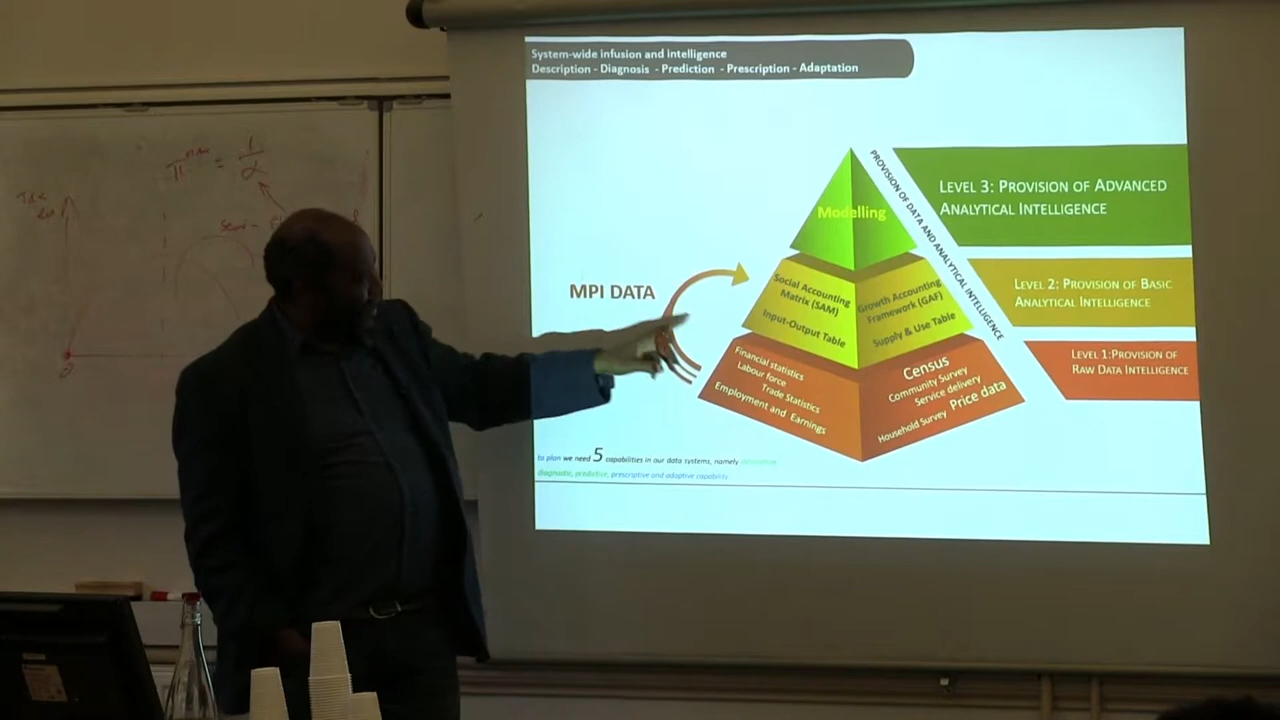 System-wide infusion and intelligence
Description - Diagnosis - Prediction - Prescription - Adaptation
MPI DATA
Modelling
Social Accounting
Matrix (SAM)
Input-Output Table
Growth Accounting
Framework (GAF)
Supply & Use Table
Financial statistics
Labour force
Trade Statistics
Employment and Earnings
Census
Community Survey
Service delivery
Price data
Household Survey
PROVISION OF DATA AND ANALYTICAL INTELLIGENCE
LEVEL 3: PROVISION OF ADVANCED
ANALYTICAL INTELLIGENCE
LEVEL 2: PROVISION OF BASIC
ANALYTICAL INTELLIGENCE
LEVEL 1:PROVISION OF
RAW DATA INTELLIGENCE
to plan we need 5 capabilities in our data systems, namely
diagnostic, predictive, prescriptive and adaptive capability